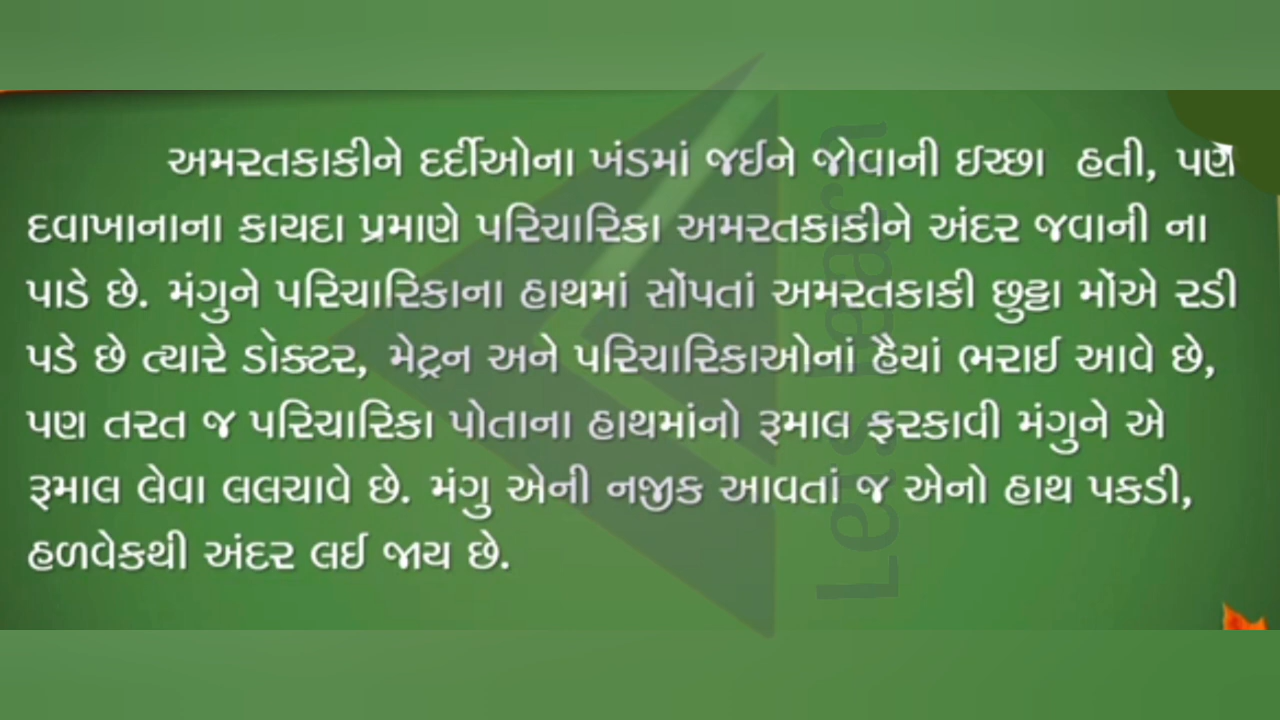 અમરતકાકીને દર્દીઓના ખંડમાં જઈને જોવાની ઇચ્છા હતી, પણ
દવાખાનાના કાયદા પ્રમાણે પરિચારિકા અમરતકાકીને અંદર જવાની ના
પાડે છે. મંગુને પરિચારિકાના હાથમાં સોંપતાં અમરતકાકી છુટ્ટા મોંએ રડી
પડે છે ત્યારે ડૉક્ટર, મેટ્રન અને પરિચારિકાઓનાં હૈયાં ભરાઈ આવે છે,
પણ તરત જ પરિચારિકા પોતાના હાથમાંનો રૂમાલ ફરકાવી મંગુને એ
રૂમાલ લેવા લલચાવે છે. મંગુ એની નજીક આવતાં જ એનો હાથ પકડી,
હળવેકથી અંદર લઈ જાય છે.